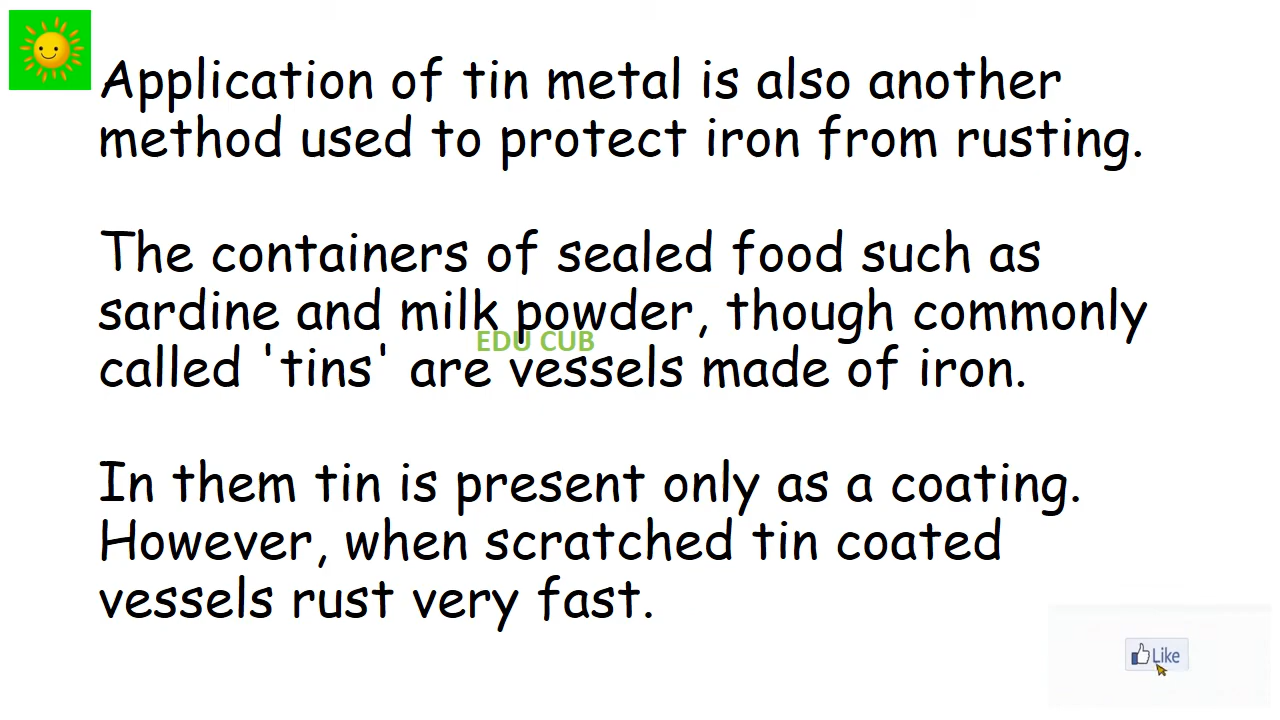 Application of tin metal is also another
method used to protect iron from rusting.
The containers of sealed food such as
sardine and milk powder, though commonly
EDU CUB
called 'tins' are vessels made of iron.
In them tin is present only as a coating.
However, when scratched tin coated
vessels rust very fast.
Like